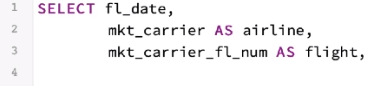 1 SELECT fl_date,
2 mkt_carrier AS airline,
3 mkt_carrier_fl_num AS flight,
4